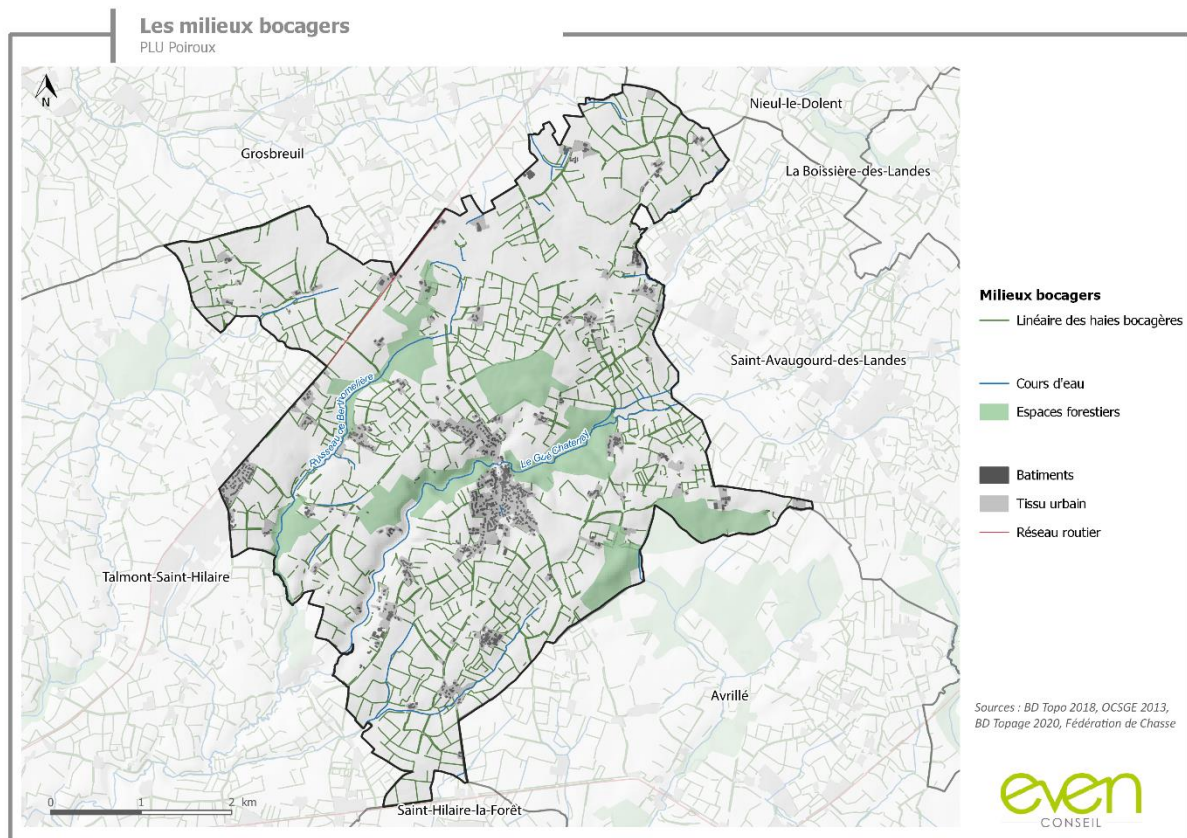 Les milieux bocagers
PLU Poiroux
N
Nieul-le-Dolent
Grosbreuil
La Boissière-des-Landes
Milieux bocagers
Linéaire des haies bocagères
Saint-Avaugourd-des-Landes
Cours d'eau
Espaces forestiers
Ruisseau de Berthomelière
Le Gué Chatenay
Batiments
Tissu urbain
Réseau routier
Talmont-Saint-Hilaire
Avrillé
Sources : BD Topo 2018, OCSGE 2013,
BD Topage 2020, Fédération de Chasse
0 1 2 km
Saint-Hilaire-la-Forêt
even
CONSEIL